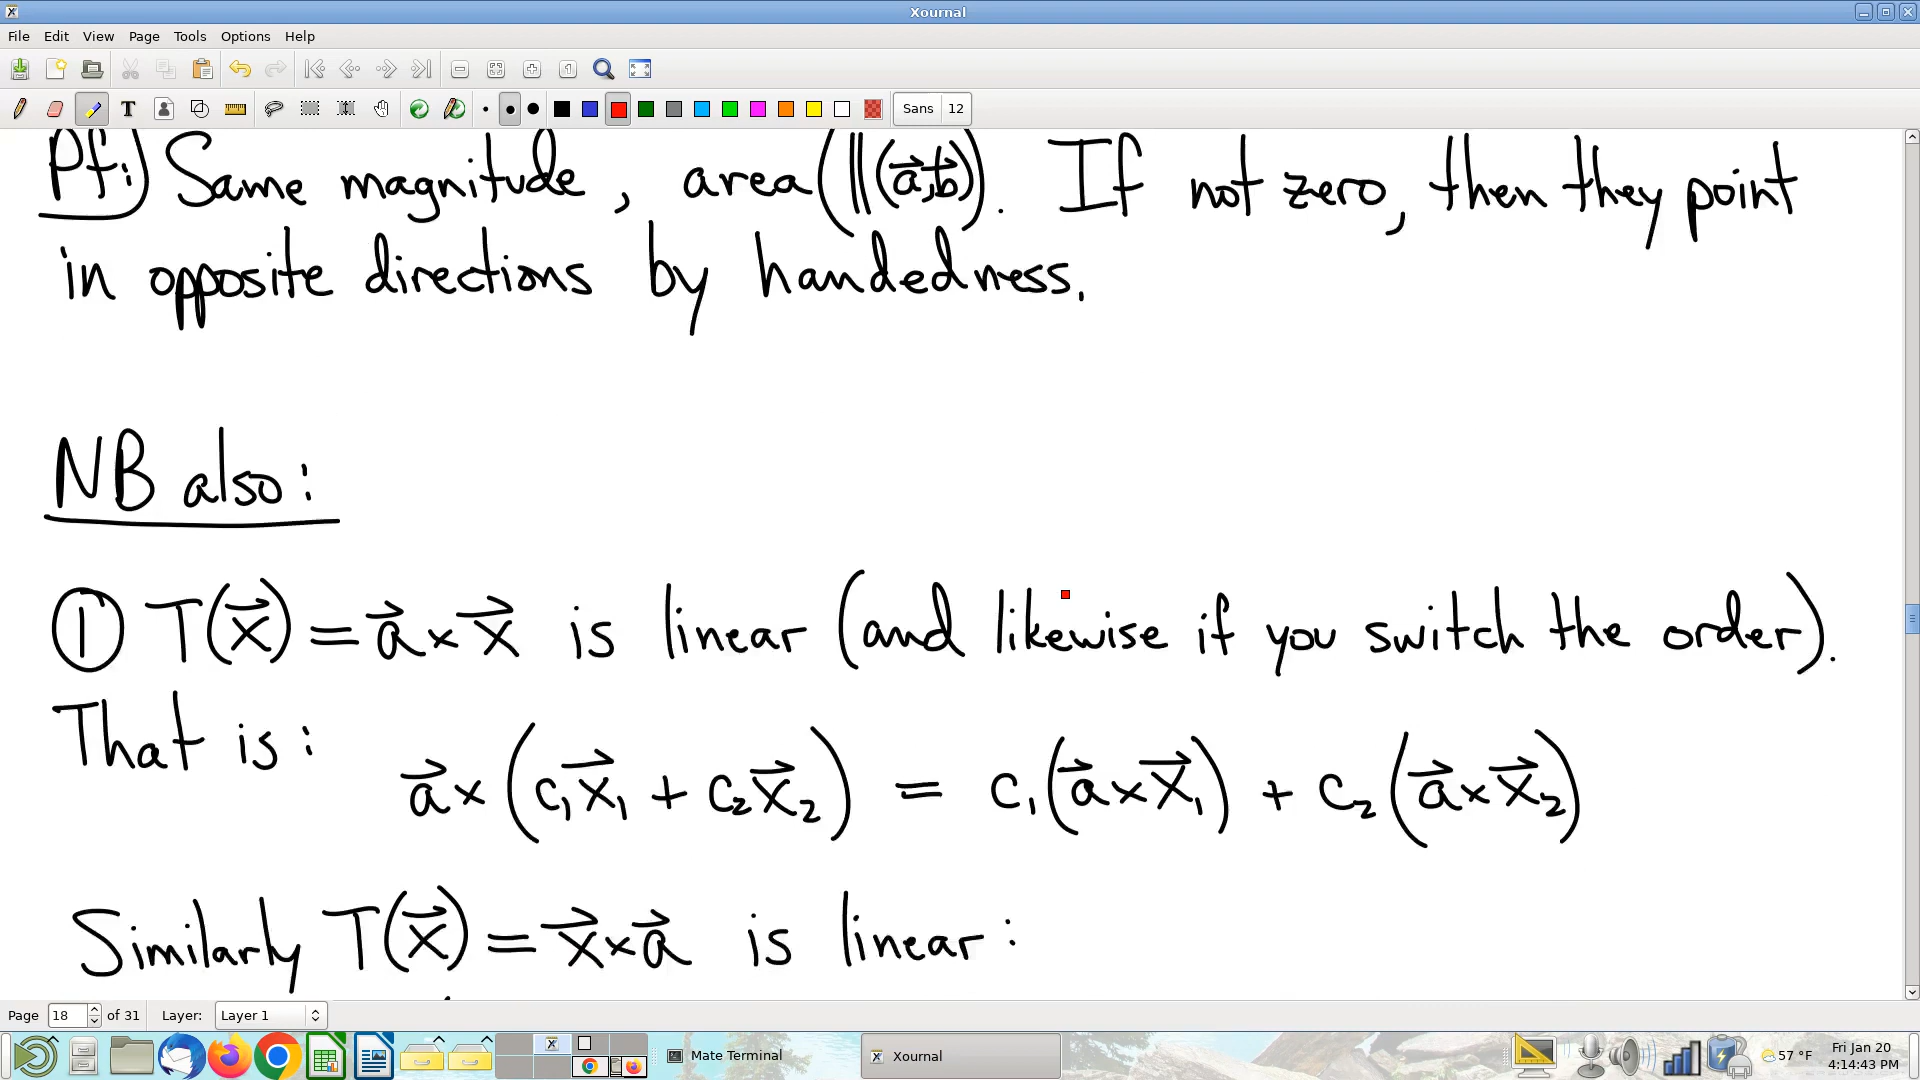 Xournal
File Edit View Page Tools Options Help
Sans 12
Pf: Same magnitude, area(||(a⃗,b⃗)). If not zero, then they point
in opposite directions by handedness.
NB also:
① T(x⃗) = a⃗ × x⃗ is linear (and likewise if you switch the order).
That is:
a⃗ × (c₁x⃗₁ + c₂x⃗₂) = c₁(a⃗ × x⃗₁) + c₂(a⃗ × x⃗₂)
Similarly T(x⃗) = x⃗ × a⃗ is linear:
Page 18 of 31 Layer: Layer 1
Mate Terminal Xournal 57 °F Fri Jan 20
4:14:43 PM